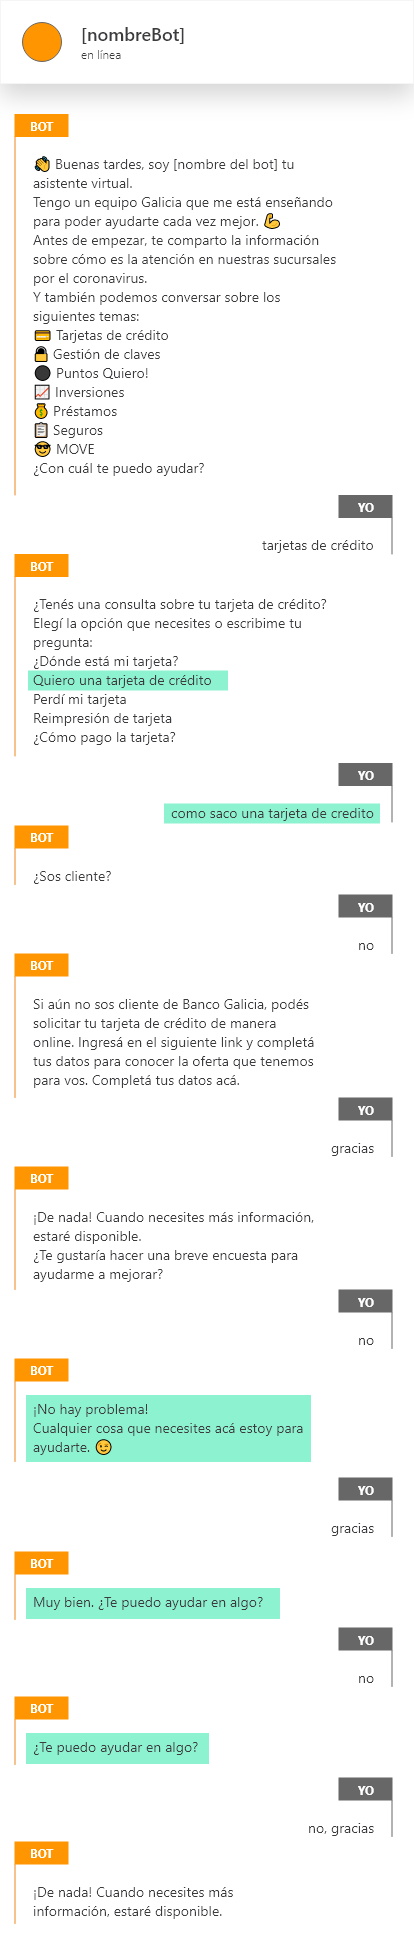 [nombreBot]
en línea
BOT
👏 Buenas tardes, soy [nombre del bot] tu
asistente virtual.
Tengo un equipo Galicia que me está enseñando
para poder ayudarte cada vez mejor. 💪
Antes de empezar, te comparto la información
sobre cómo es la atención en nuestras sucursales
por el coronavirus.
Y también podemos conversar sobre los
siguientes temas:
💳 Tarjetas de crédito
🔒 Gestión de claves
⚫ Puntos Quiero!
📈 Inversiones
💰 Préstamos
📋 Seguros
😎 MOVE
¿Con cuál te puedo ayudar?
YO
tarjetas de crédito
BOT
¿Tenés una consulta sobre tu tarjeta de crédito?
Elegí la opción que necesites o escribime tu
pregunta:
¿Dónde está mi tarjeta?
Quiero una tarjeta de crédito
Perdí mi tarjeta
Reimpresión de tarjeta
¿Cómo pago la tarjeta?
YO
como saco una tarjeta de credito
BOT
¿Sos cliente?
YO
no
BOT
Si aún no sos cliente de Banco Galicia, podés
solicitar tu tarjeta de crédito de manera
online. Ingresá en el siguiente link y completá
tus datos para conocer la oferta que tenemos
para vos. Completá tus datos acá.
YO
gracias
BOT
¡De nada! Cuando necesites más información,
estaré disponible.
¿Te gustaría hacer una breve encuesta para
ayudarme a mejorar?
YO
no
BOT
¡No hay problema!
Cualquier cosa que necesites acá estoy para
ayudarte. 😉
YO
gracias
BOT
Muy bien. ¿Te puedo ayudar en algo?
YO
no
BOT
¿Te puedo ayudar en algo?
YO
no, gracias
BOT
¡De nada! Cuando necesites más
información, estaré disponible.